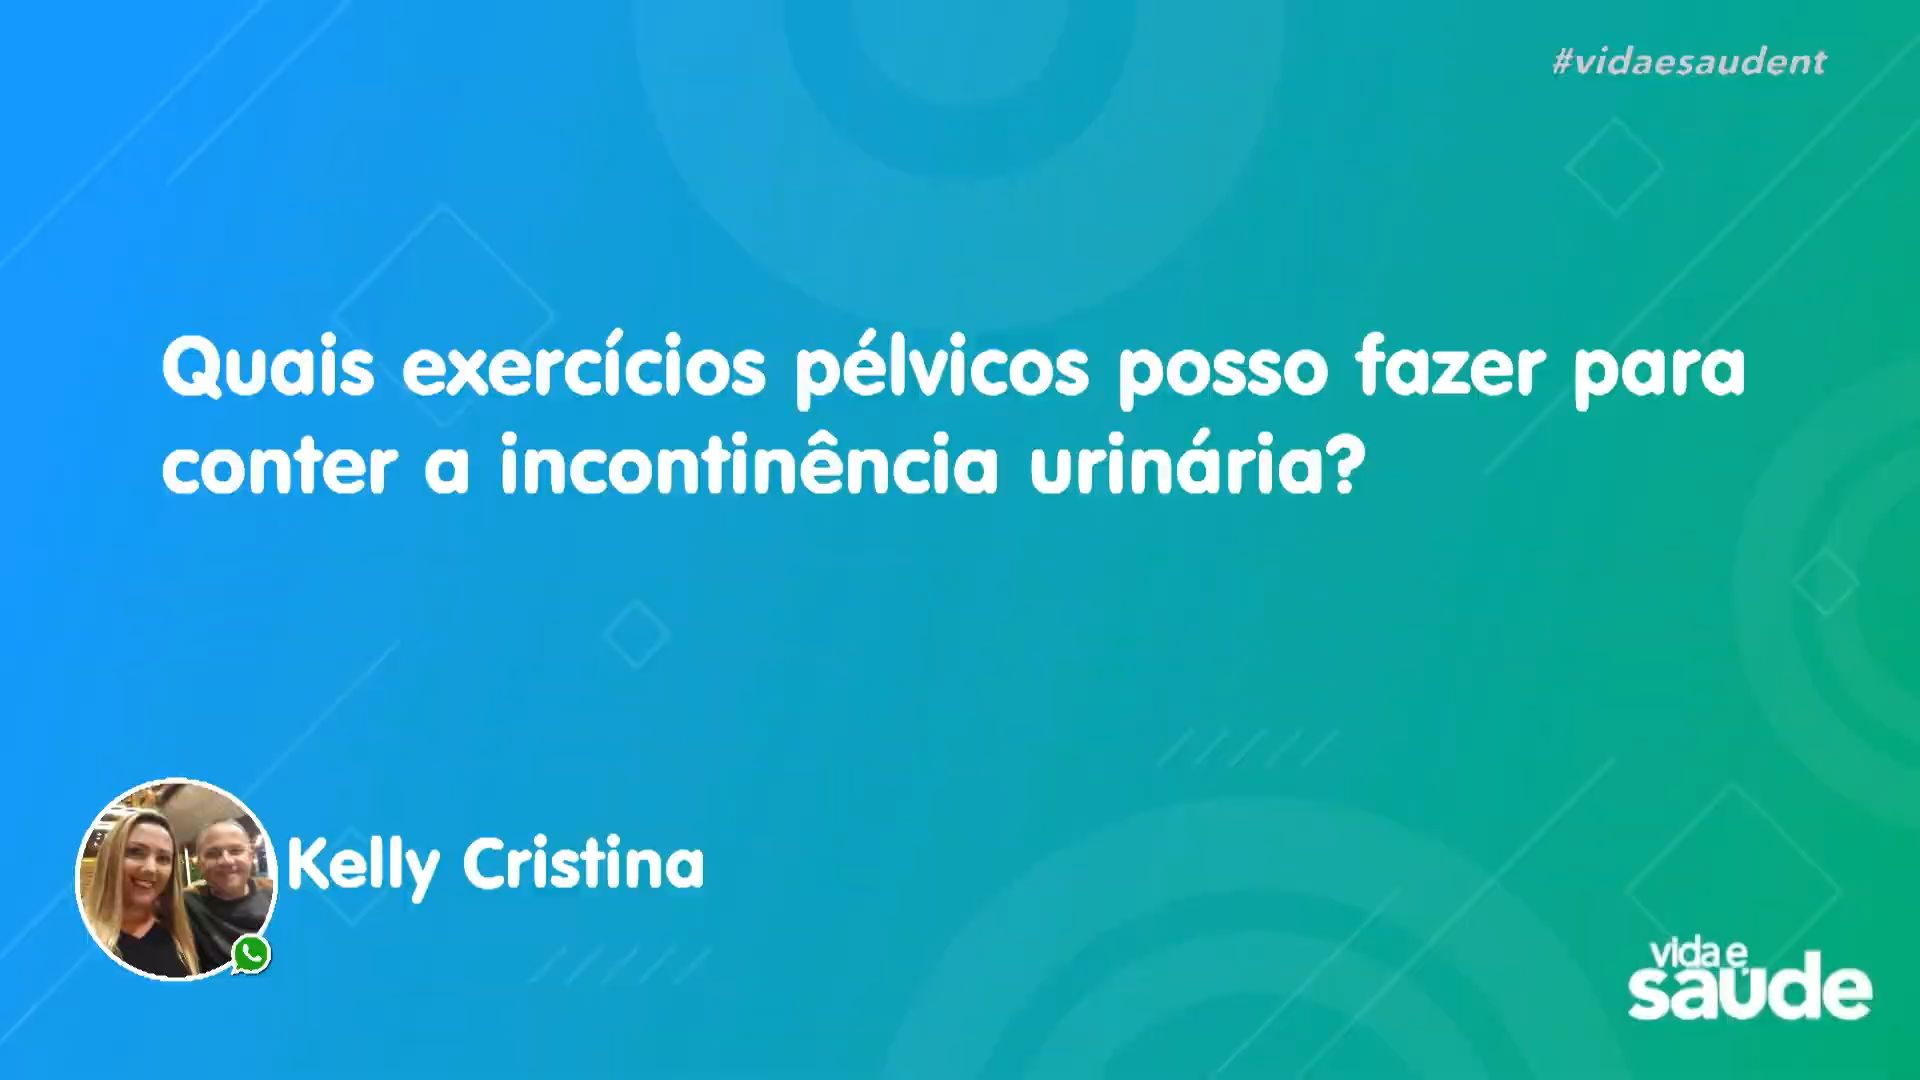 #vidaesaudent
Quais exercícios pélvicos posso fazer para
conter a incontinência urinária?
Kelly Cristina
vida e
saúde